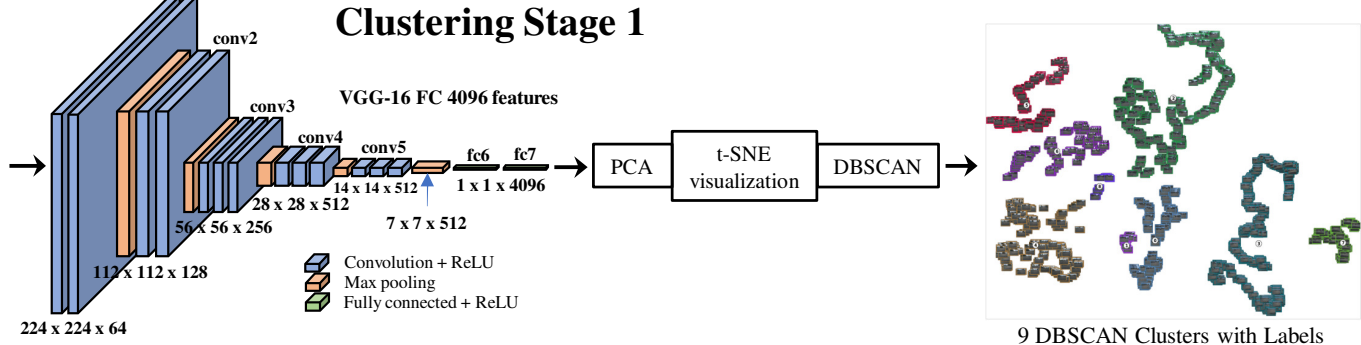 Clustering Stage 1
conv2
conv3
conv4
conv5
VGG-16 FC 4096 features
fc6
fc7
1 x 1 x 4096
14 x 14 x 512
7 x 7 x 512
28 x 28 x 512
56 x 56 x 256
112 x 112 x 128
224 x 224 x 64
Convolution + ReLU
Max pooling
Fully connected + ReLU
PCA
t-SNE
visualization
DBSCAN
9 DBSCAN Clusters with Labels